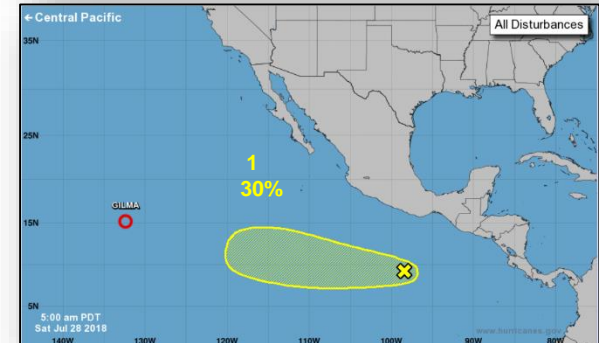 ← Central Pacific
All Disturbances
35N
25N
1
30%
GILMA
15N
5N
5:00 am PDT
Sat Jul 28 2018
www.hurricanes.gov
140W 130W 120W 110W 100W 90W 80W